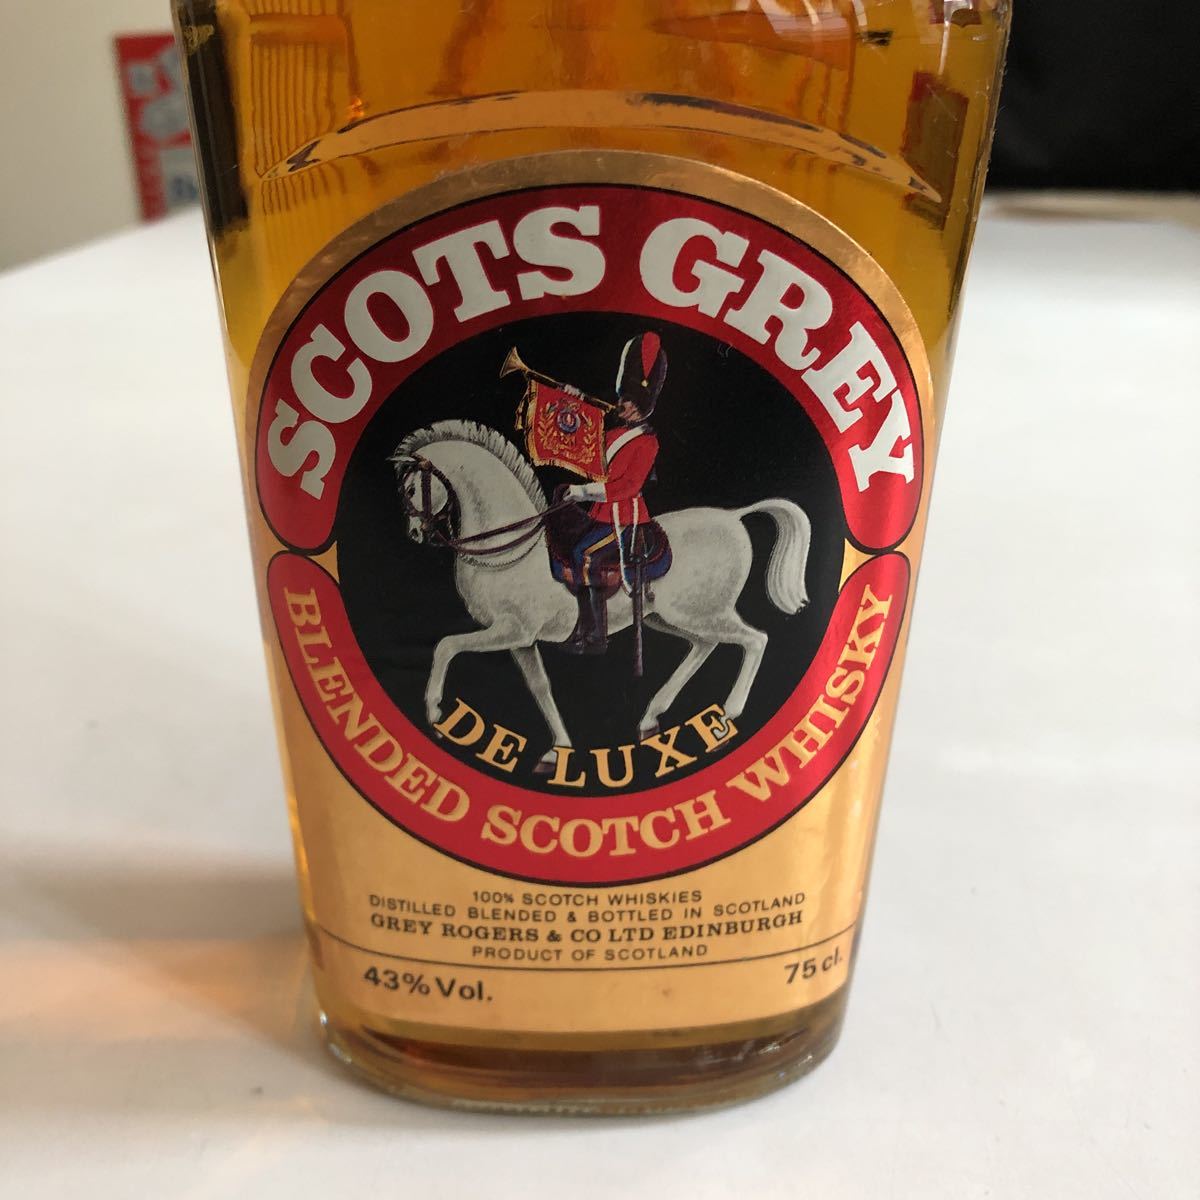 SCOTS GREY
DE LUXE
BLENDED SCOTCH WHISKY
100% SCOTCH WHISKIES
DISTILLED BLENDED & BOTTLED IN SCOTLAND
GREY ROGERS & CO LTD EDINBURGH
PRODUCT OF SCOTLAND
43% Vol.
75 cl.